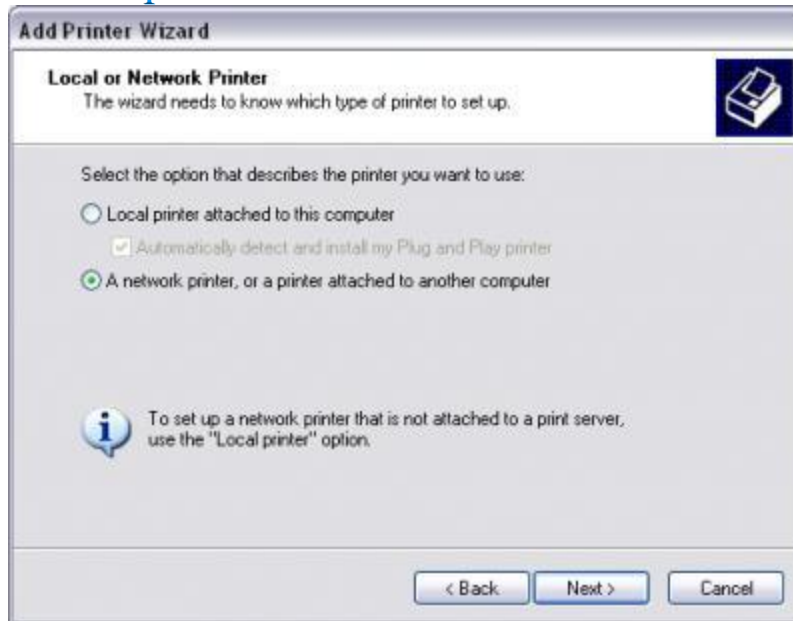 Add Printer Wizard
Local or Network Printer
The wizard needs to know which type of printer to set up.
Select the option that describes the printer you want to use:
Local printer attached to this computer
Automatically detect and install my Plug and Play printer
A network printer, or a printer attached to another computer
To set up a network printer that is not attached to a print server,
use the "Local printer" option.
< Back Next > Cancel